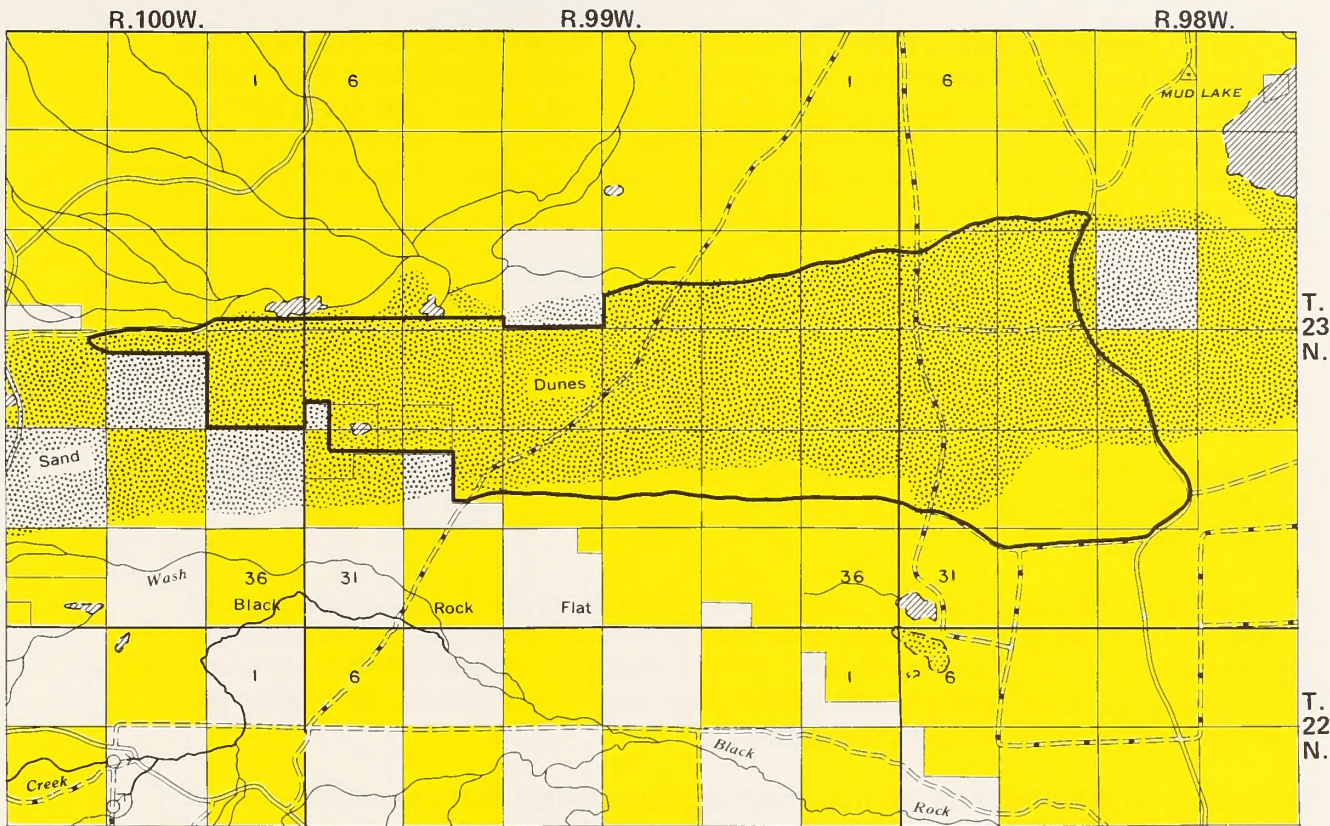 R.100W. R.99W. R.98W.
1 6 1 6
MUD LAKE
T.
23
N.
Dunes
Sand
Wash 36 31 36 31
Black Rock Flat
1 6 1 6
T.
22
N.
Black
Creek
Rock